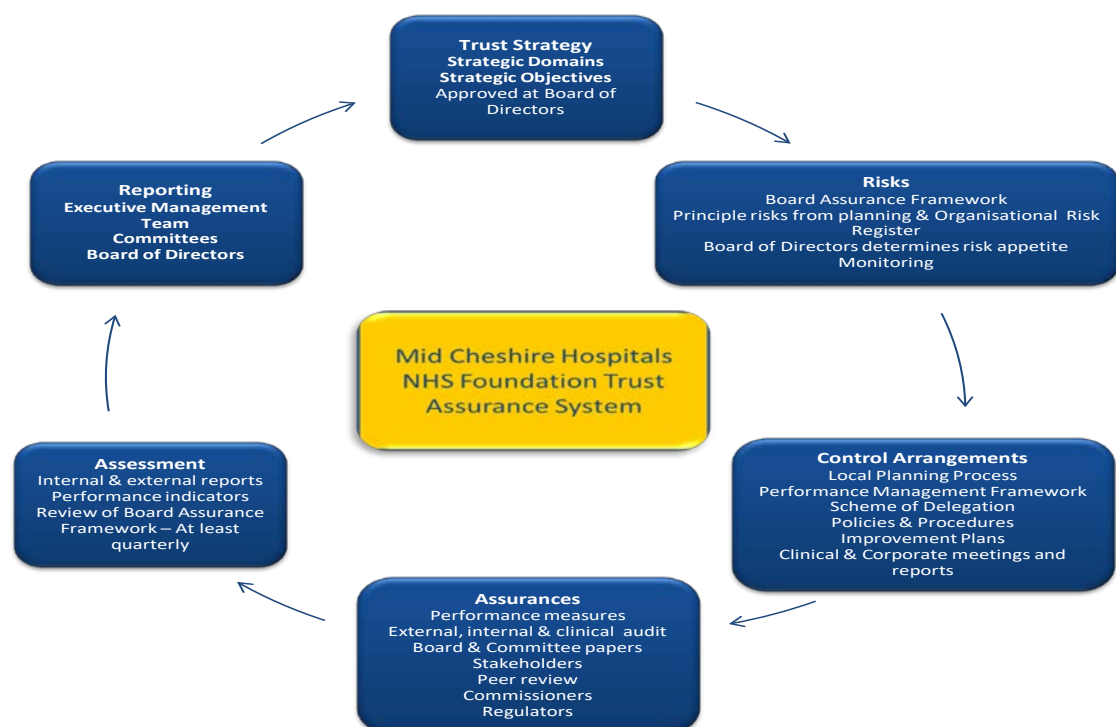 Trust Strategy
Strategic Domains
Strategic Objectives
Approved at Board of
Directors
Risks
Board Assurance Framework
Principle risks from planning & Organisational Risk
Register
Board of Directors determines risk appetite
Monitoring
Control Arrangements
Local Planning Process
Performance Management Framework
Scheme of Delegation
Policies & Procedures
Improvement Plans
Clinical & Corporate meetings and
reports
Assurances
Performance measures
External, internal & clinical audit
Board & Committee papers
Stakeholders
Peer review
Commissioners
Regulators
Assessment
Internal & external reports
Performance indicators
Review of Board Assurance
Framework – At least
quarterly
Reporting
Executive Management
Team
Committees
Board of Directors
Mid Cheshire Hospitals
NHS Foundation Trust
Assurance System